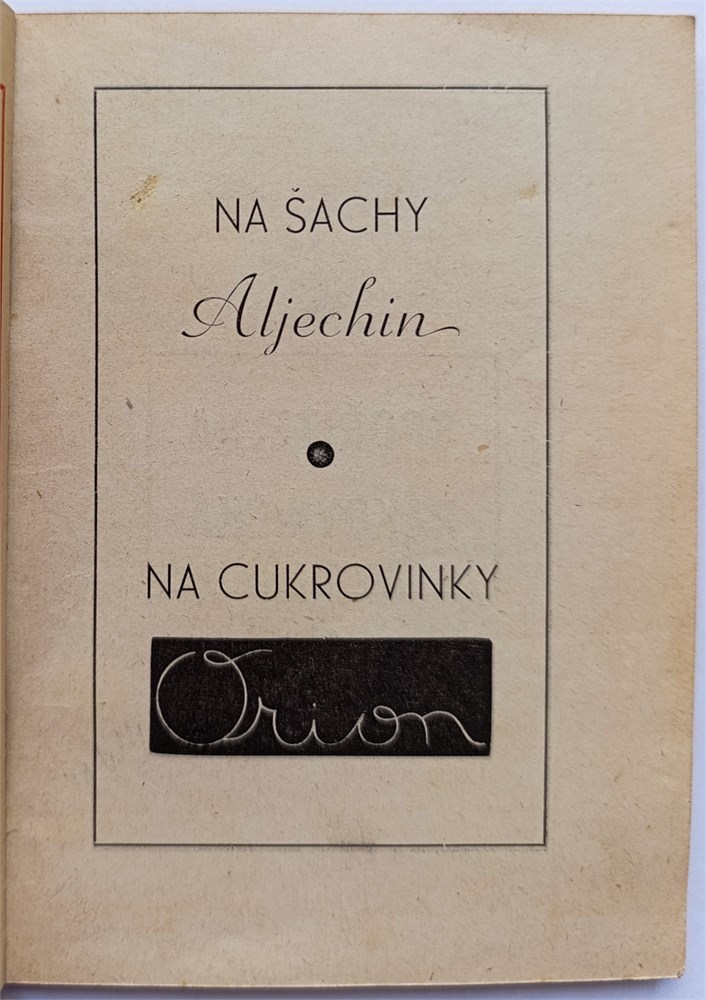 NA ŠACHY
Aljechin
NA CUKROVINKY
Orion